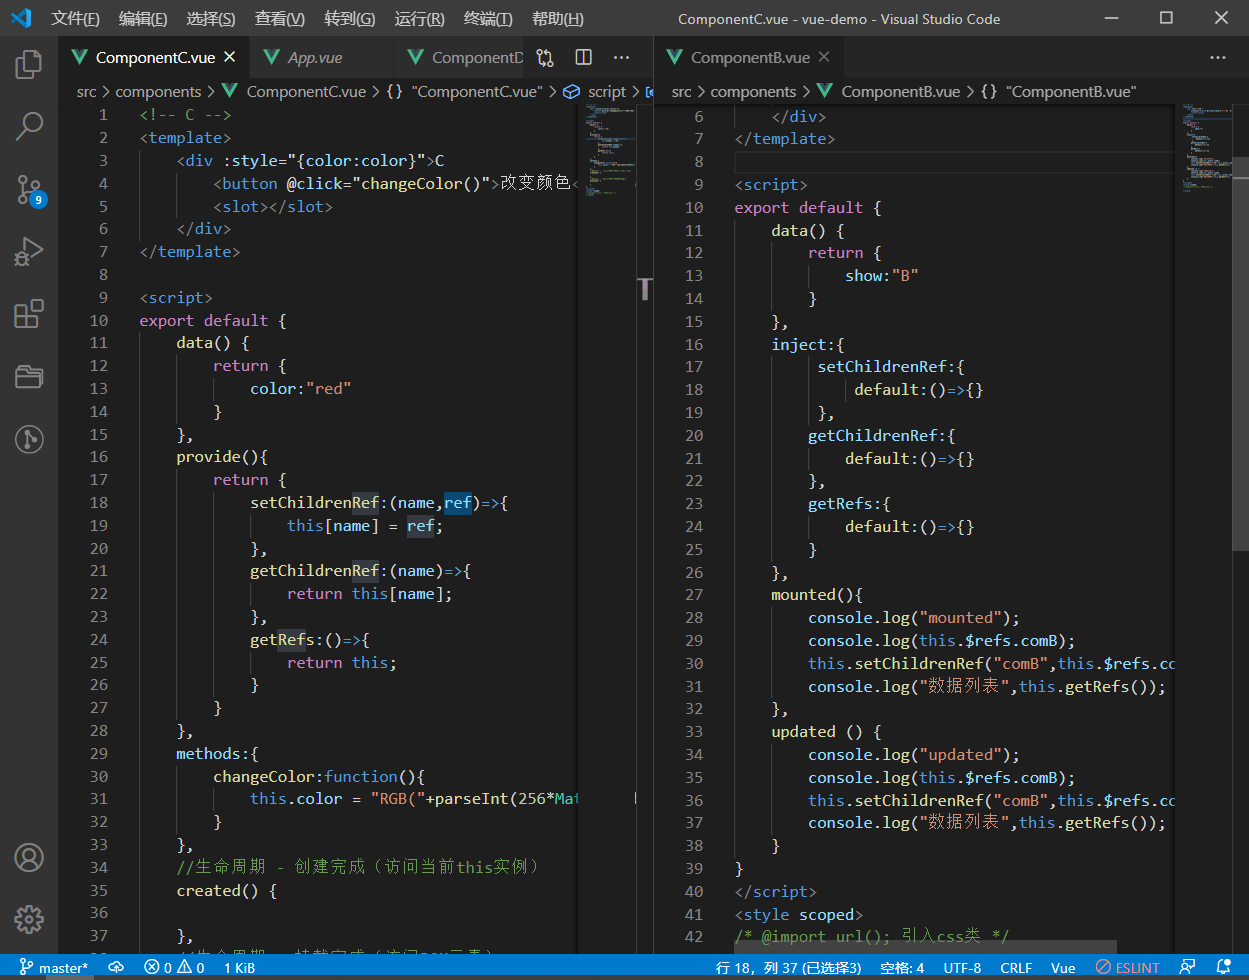 文件(F) 编辑(E) 选择(S) 查看(V) 转到(G) 运行(R) 终端(T) 帮助(H) ComponentC.vue - vue-demo - Visual Studio Code
ComponentC.vue App.vue ComponentD
src > components > ComponentC.vue > {} "ComponentC.vue" > script >
1 <!-- C -->
2 <template>
3 <div :style="{color:color}">C
4 <button @click="changeColor()">改变颜色<
5 <slot></slot>
6 </div>
7 </template>
8
9 <script>
10 export default {
11 data() {
12 return {
13 color:"red"
14 }
15 },
16 provide(){
17 return {
18 setChildrenRef:(name,ref)=>{
19 this[name] = ref;
20 },
21 getChildrenRef:(name)=>{
22 return this[name];
23 },
24 getRefs:()=>{
25 return this;
26 }
27 }
28 },
29 methods:{
30 changeColor:function(){
31 this.color = "RGB("+parseInt(256*Mat
32 }
33 },
34 //生命周期 - 创建完成（访问当前this实例）
35 created() {
36
37 },
ComponentB.vue
src > components > ComponentB.vue > {} "ComponentB.vue"
6 </div>
7 </template>
8
9 <script>
10 export default {
11 data() {
12 return {
13 show:"B"
14 }
15 },
16 inject:{
17 setChildrenRef:{
18 default:()=>{}
19 },
20 getChildrenRef:{
21 default:()=>{}
22 },
23 getRefs:{
24 default:()=>{}
25 }
26 },
27 mounted(){
28 console.log("mounted");
29 console.log(this.$refs.comB);
30 this.setChildrenRef("comB",this.$refs.co
31 console.log("数据列表",this.getRefs());
32 },
33 updated () {
34 console.log("updated");
35 console.log(this.$refs.comB);
36 this.setChildrenRef("comB",this.$refs.co
37 console.log("数据列表",this.getRefs());
38 }
39 }
40 </script>
41 <style scoped>
42 /* @import url(); 引入css类 */
9
master* 0 0 1 KiB 行 18，列 37 (已选择3) 空格: 4 UTF-8 CRLF Vue ESLINT